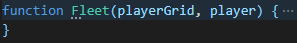 function Fleet(playerGrid, player) {…
}